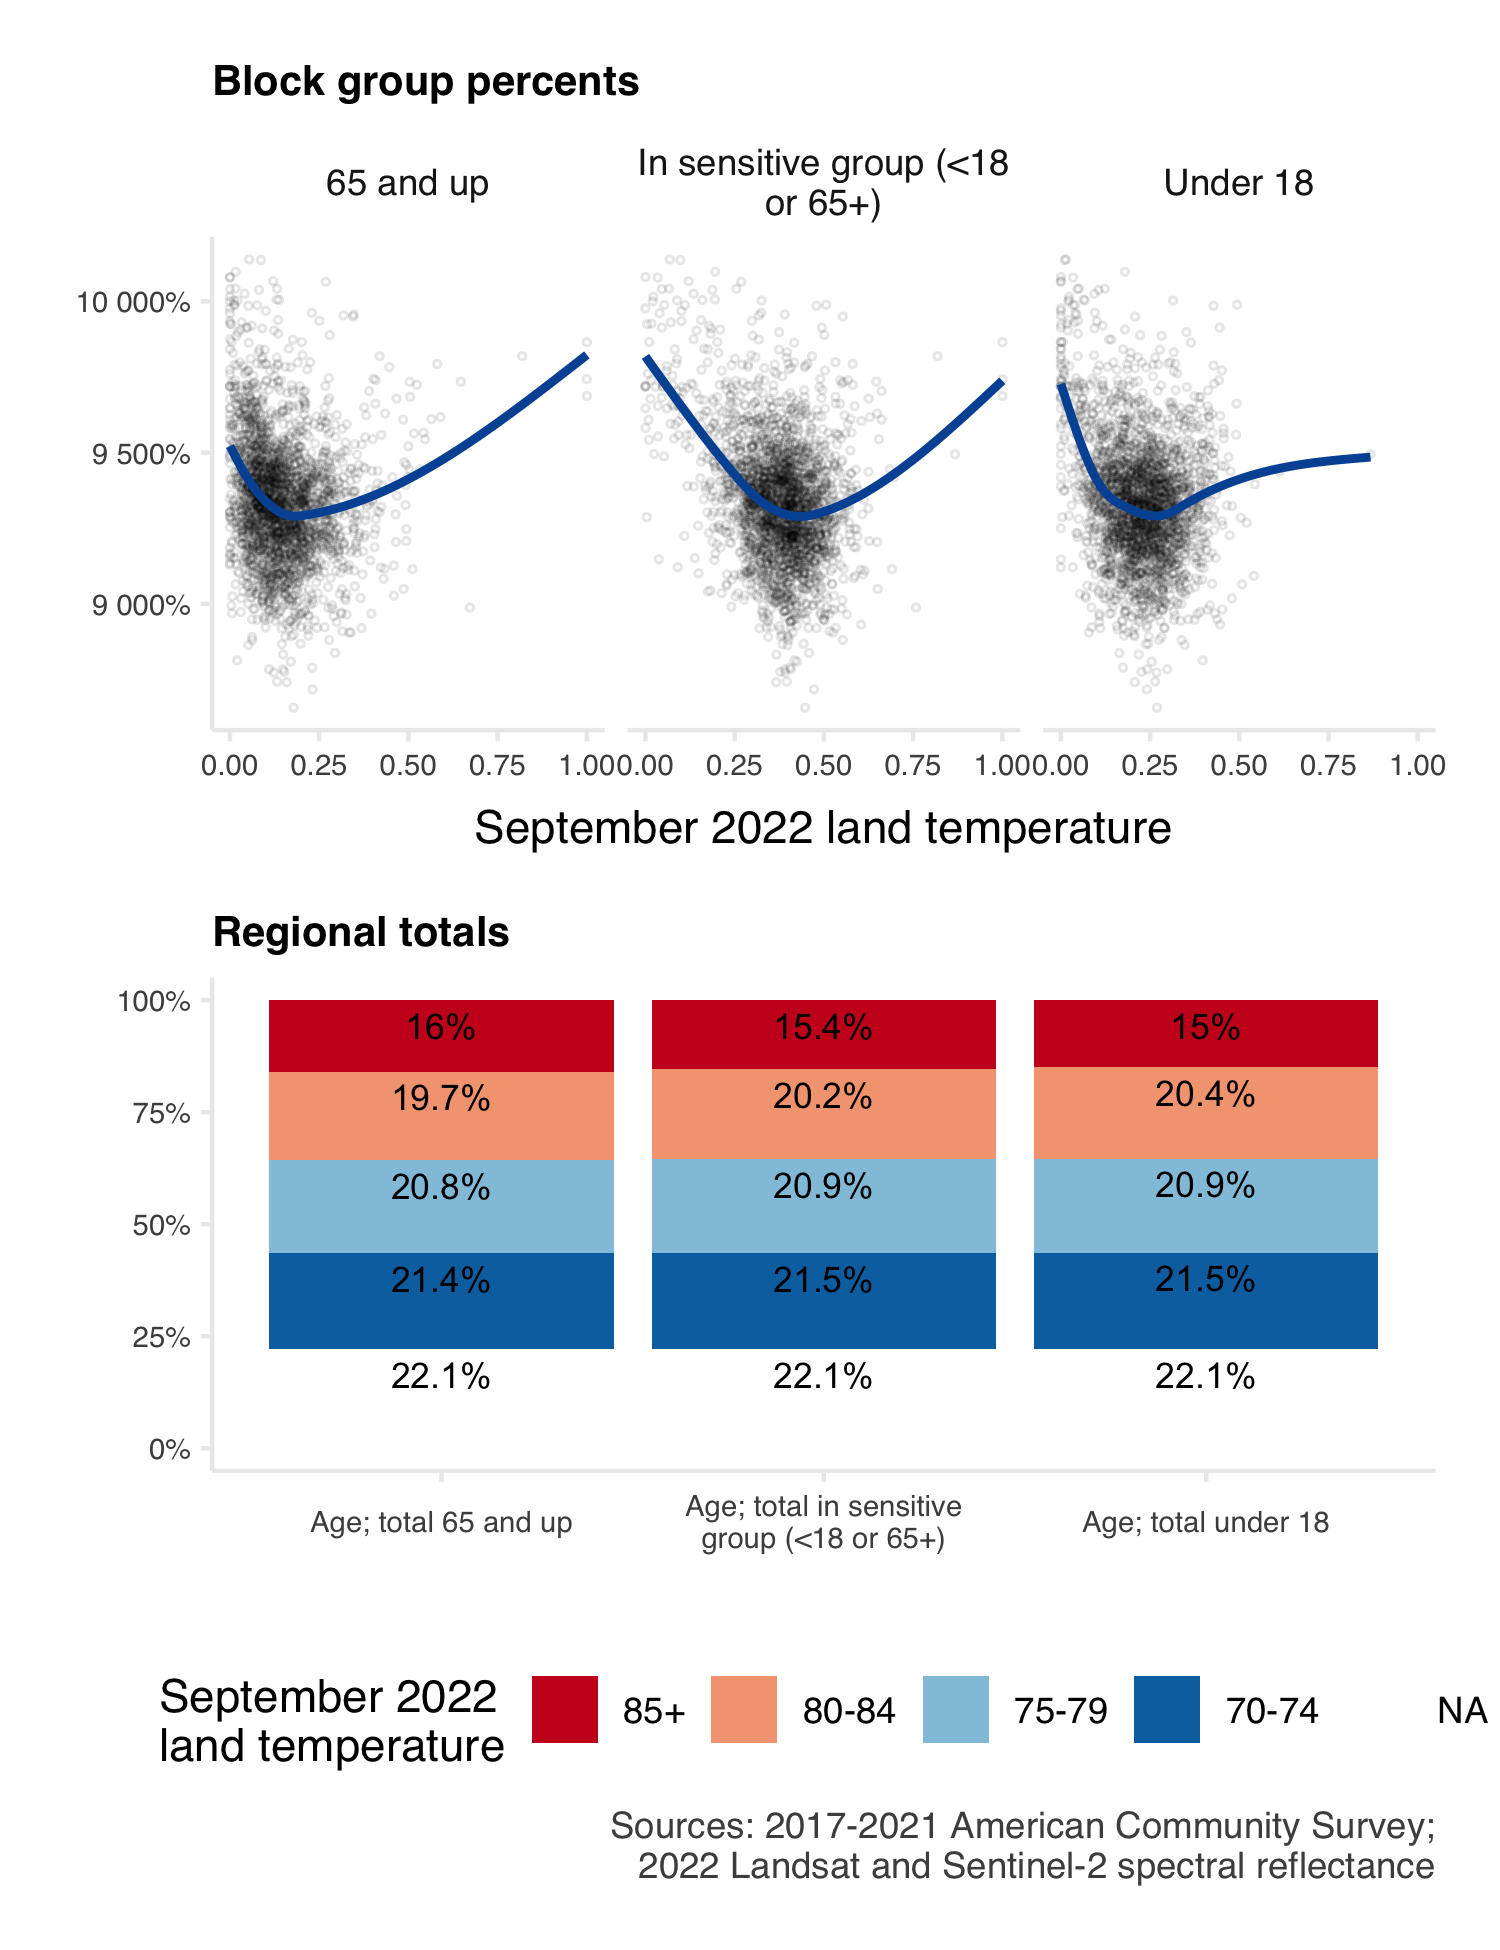 Block group percents
65 and up
In sensitive group (<18
or 65+)
Under 18
10 000%
9 500%
9 000%
0.00 0.25 0.50 0.75 1.00
0.00 0.25 0.50 0.75 1.00
0.00 0.25 0.50 0.75 1.00
September 2022 land temperature
Regional totals
100%
75%
50%
25%
0%
16% 15.4% 15%
19.7% 20.2% 20.4%
20.8% 20.9% 20.9%
21.4% 21.5% 21.5%
22.1% 22.1% 22.1%
Age; total 65 and up
Age; total in sensitive
group (<18 or 65+)
Age; total under 18
September 2022
land temperature
85+ 80-84 75-79 70-74 NA
Sources: 2017-2021 American Community Survey;
2022 Landsat and Sentinel-2 spectral reflectance